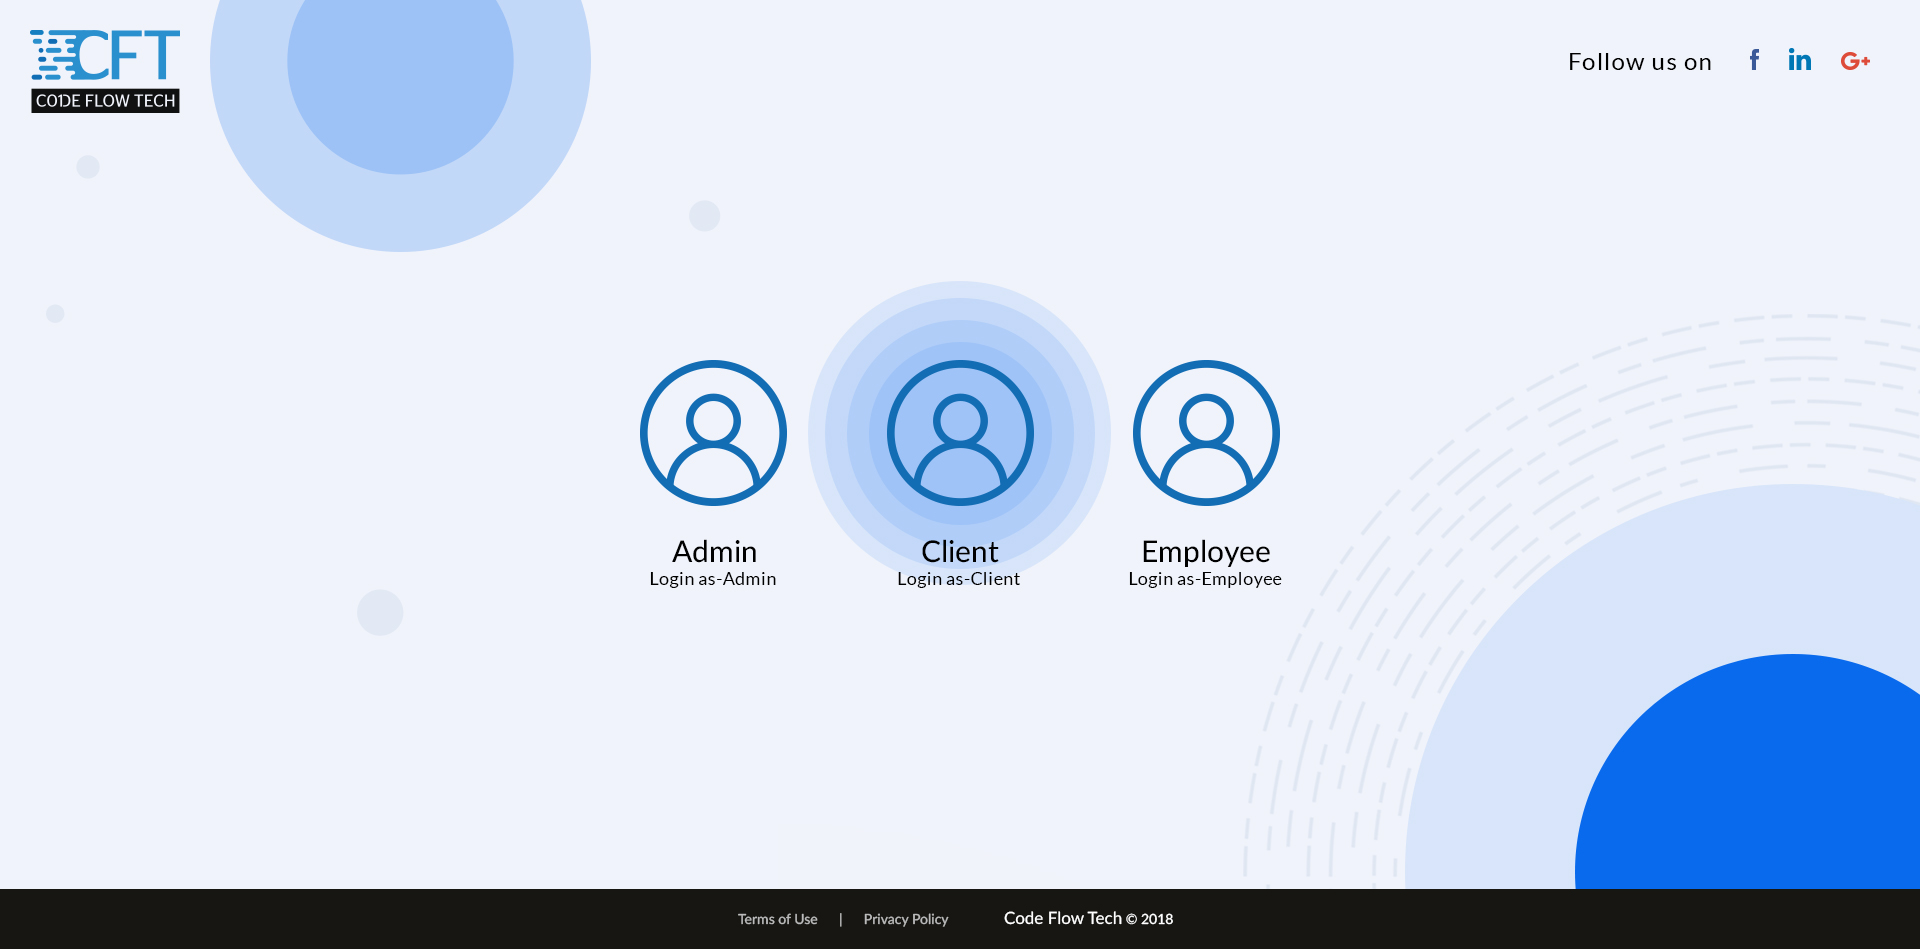 CFT
CODE FLOW TECH
Follow us on
f
in
G+
Admin
Login as-Admin
Client
Login as-Client
Employee
Login as-Employee
Terms of Use | Privacy Policy Code Flow Tech © 2018